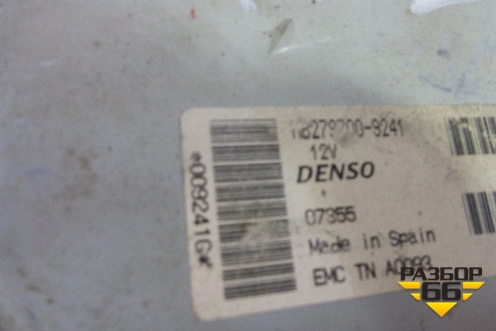 MB279700-9241
12V
DENSO
07355
Made in Spain
EMC TN A0093
*009241G*
РАЗБОР
66